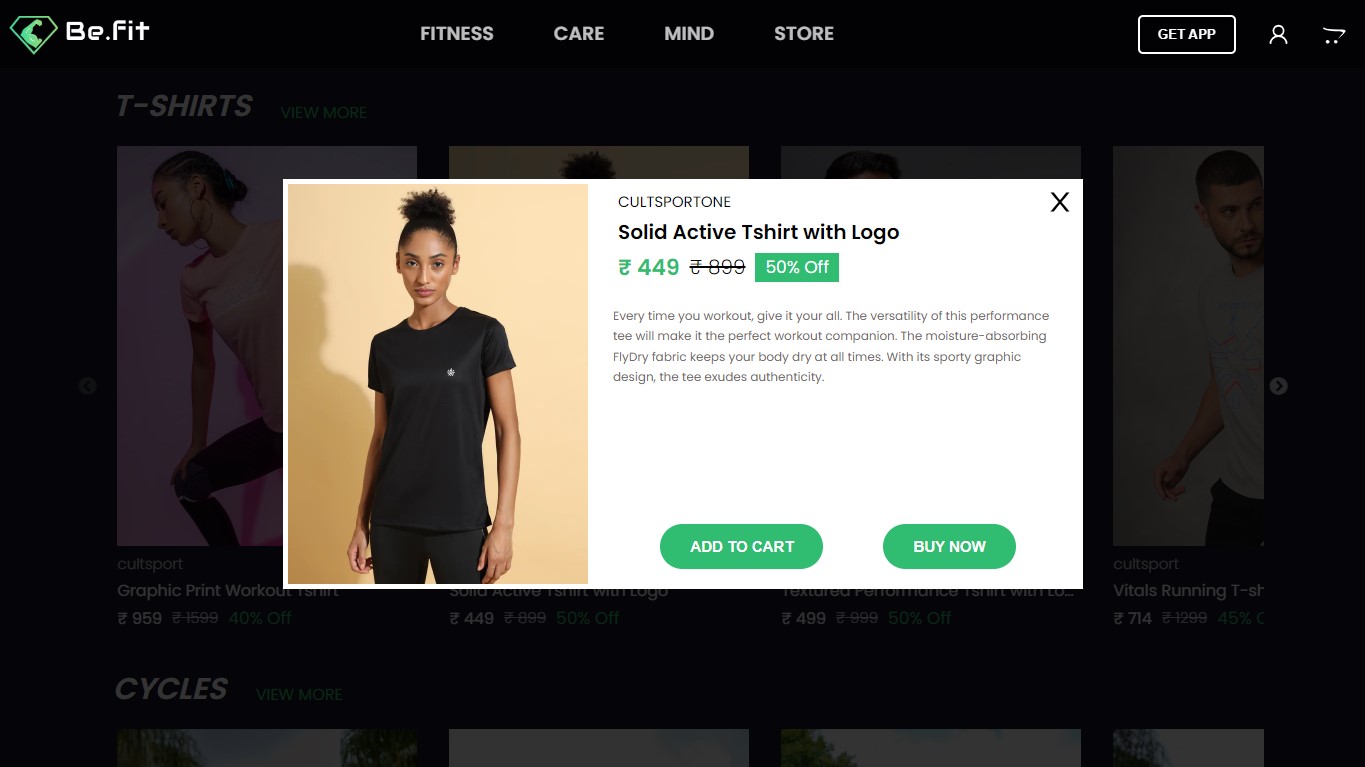 Be.Fit
FITNESS CARE MIND STORE
GET APP
T-SHIRTS VIEW MORE
CULTSPORTONE
X
Solid Active Tshirt with Logo
₹ 449 ₹ 899 50% Off
Every time you workout, give it your all. The versatility of this performance
tee will make it the perfect workout companion. The moisture-absorbing
FlyDry fabric keeps your body dry at all times. With its sporty graphic
design, the tee exudes authenticity.
ADD TO CART BUY NOW
cultsport
cultsport
Graphic Print Workout Tshirt
Solid Active Tshirt with Logo
Textured Performance Tshirt with Lo...
Vitals Running T-sh
₹ 959 ₹ 1599 40% Off
₹ 449 ₹ 899 50% Off
₹ 499 ₹ 999 50% Off
₹ 714 ₹ 1299 45% O
CYCLES VIEW MORE